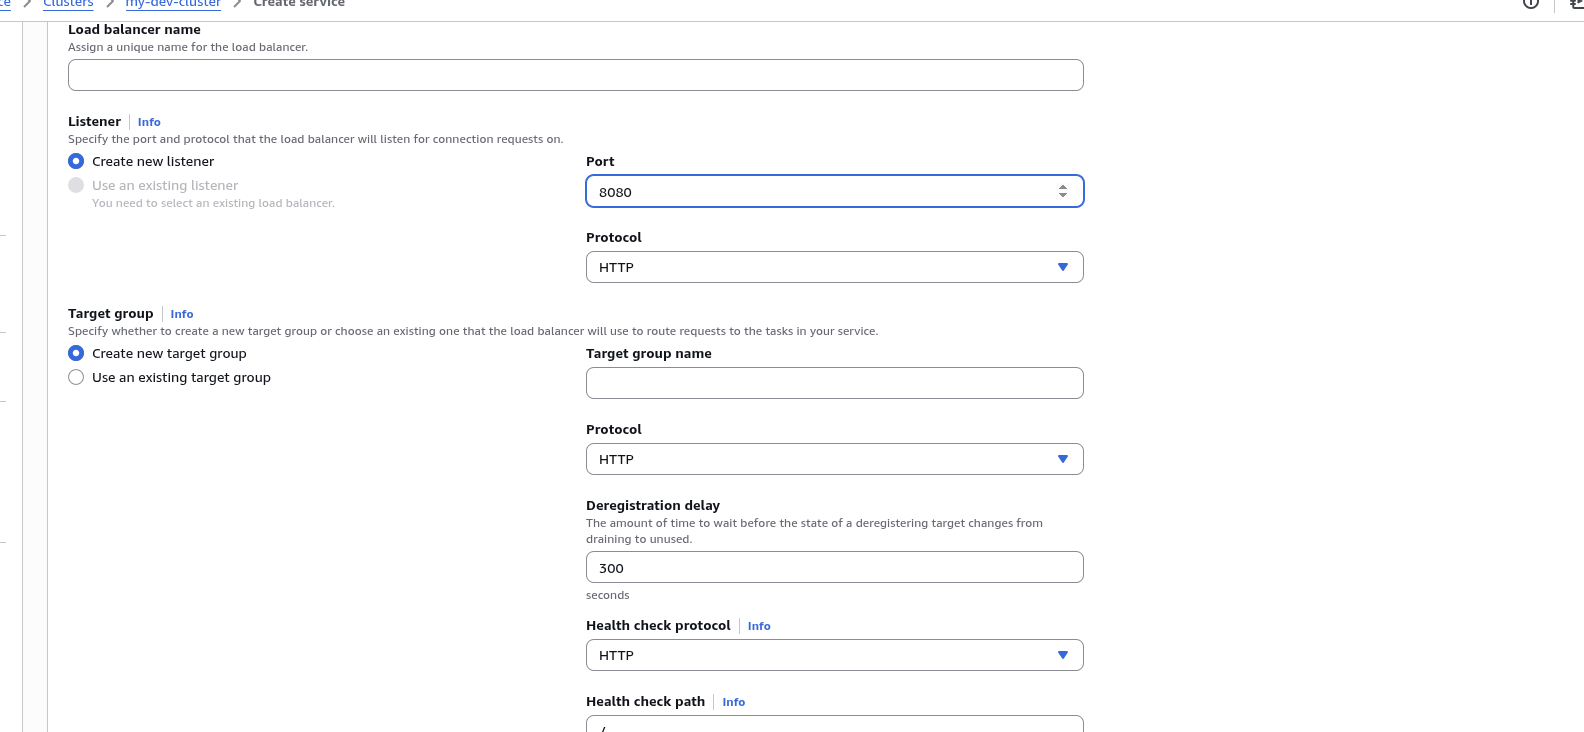 Clusters my-dev-cluster Create service
Load balancer name
Assign a unique name for the load balancer.
Listener Info
Specify the port and protocol that the load balancer will listen for connection requests on.
Create new listener
Use an existing listener
You need to select an existing load balancer.
Port
8080
Protocol
HTTP
Target group Info
Specify whether to create a new target group or choose an existing one that the load balancer will use to route requests to the tasks in your service.
Create new target group
Use an existing target group
Target group name
Protocol
HTTP
Deregistration delay
The amount of time to wait before the state of a deregistering target changes from
draining to unused.
300
seconds
Health check protocol Info
HTTP
Health check path Info
/